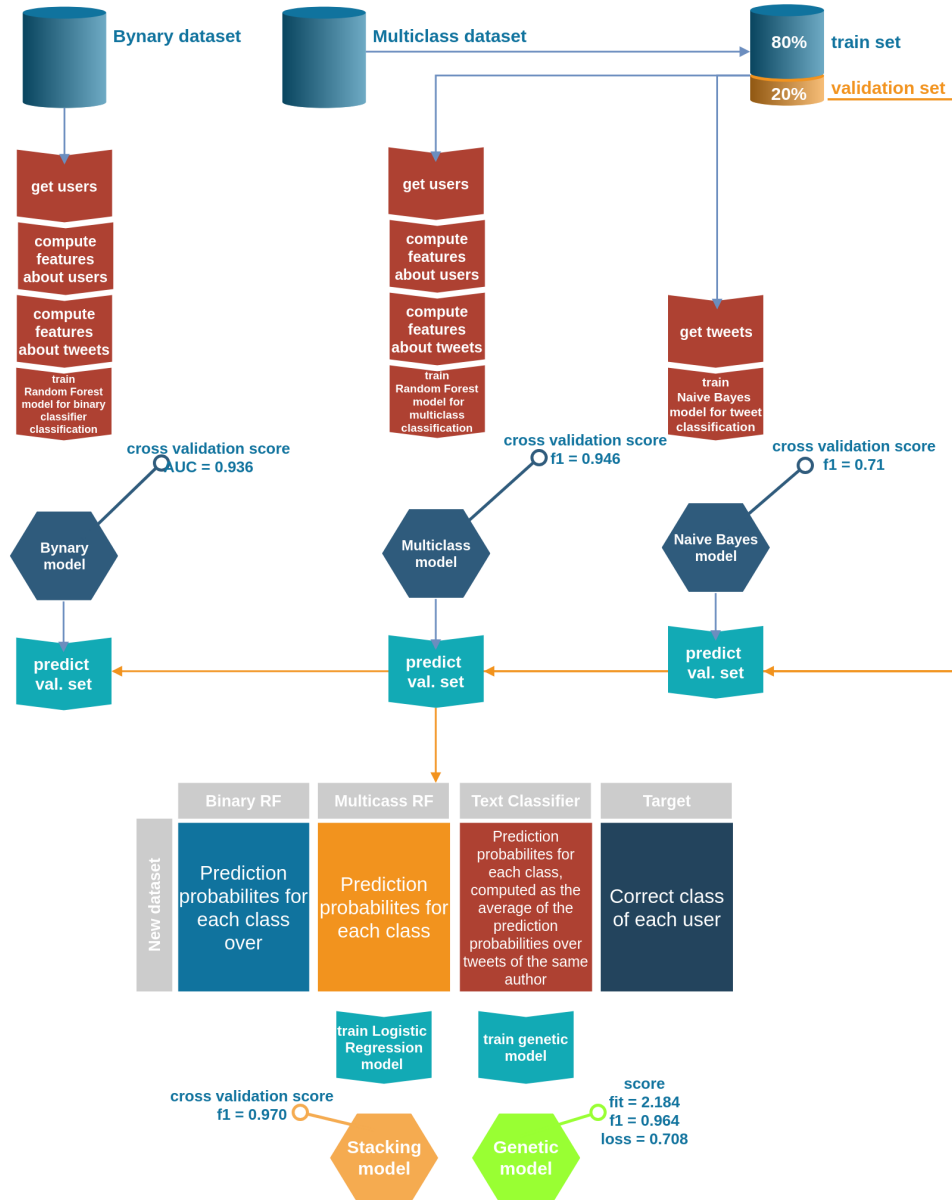 Bynary dataset
Multiclass dataset
80%
train set
20%
validation set
get users
compute
features
about users
compute
features
about tweets
train
Random Forest
model for binary
classifier
classification
get users
compute
features
about users
compute
features
about tweets
train
Random Forest
model for
multiclass
classification
get tweets
train
Naive Bayes
model for tweet
classification
cross validation score
AUC = 0.936
cross validation score
f1 = 0.946
cross validation score
f1 = 0.71
Bynary
model
Multiclass
model
Naive Bayes
model
predict
val. set
predict
val. set
predict
val. set
Binary RF
Multicass RF
Text Classifier
Target
New dataset
Prediction
probabilites for
each class
over
Prediction
probabilites for
each class
Prediction
probabilites for
each class,
computed as the
average of the
prediction
probabilities over
tweets of the same
author
Correct class
of each user
train Logistic
Regression
model
train genetic
model
cross validation score
f1 = 0.970
score
fit = 2.184
f1 = 0.964
loss = 0.708
Stacking
model
Genetic
model